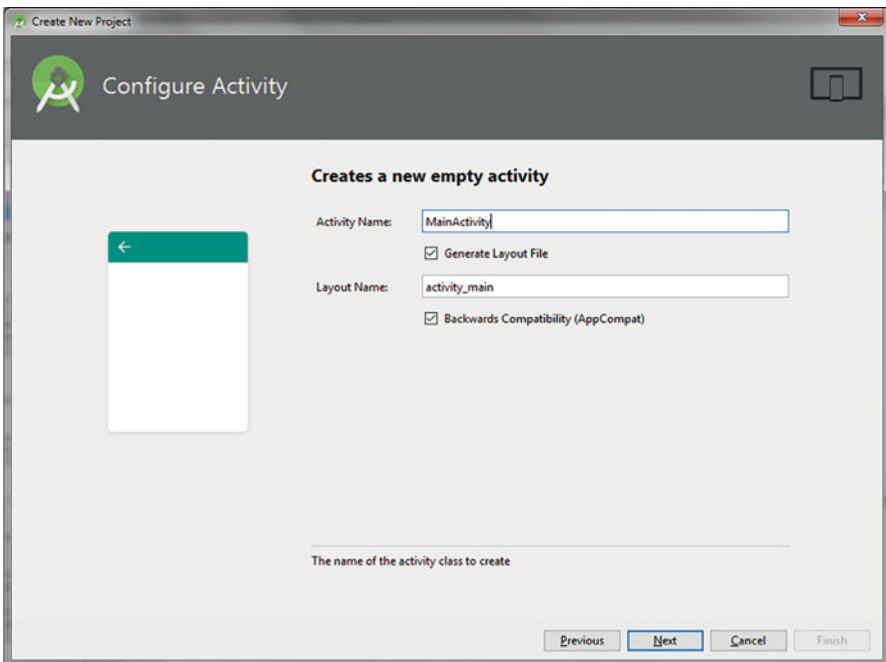 Create New Project
Configure Activity
Creates a new empty activity
Activity Name: MainActivity
Generate Layout File
Layout Name: activity_main
Backwards Compatibility (AppCompat)
The name of the activity class to create
Previous Next Cancel Finish